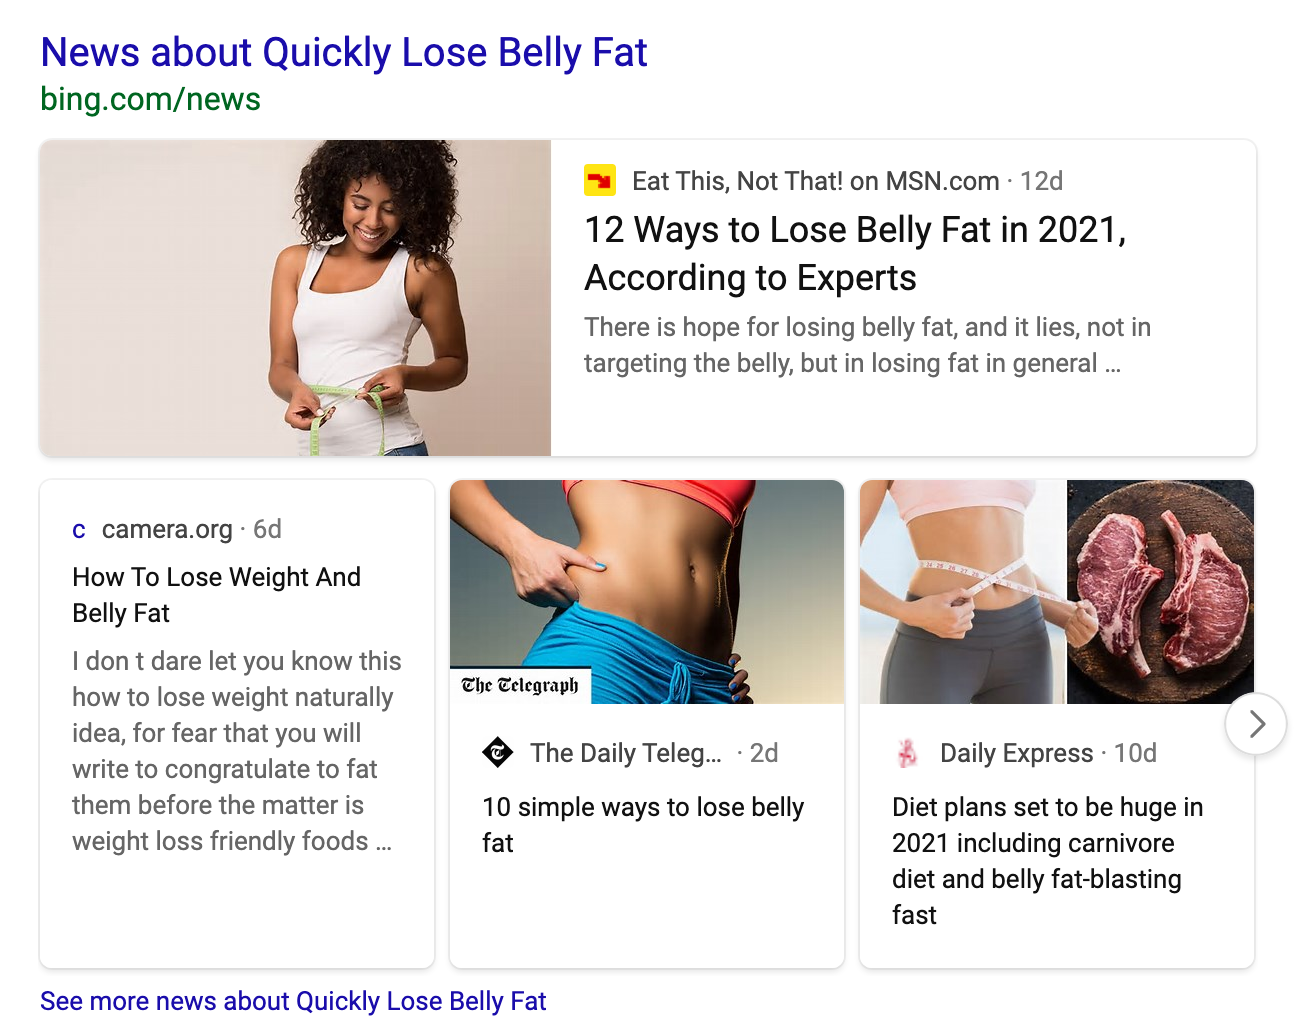 News about Quickly Lose Belly Fat
bing.com/news
Eat This, Not That! on MSN.com · 12d
12 Ways to Lose Belly Fat in 2021,
According to Experts
There is hope for losing belly fat, and it lies, not in
targeting the belly, but in losing fat in general ...
c camera.org · 6d
How To Lose Weight And
Belly Fat
I don t dare let you know this
how to lose weight naturally
idea, for fear that you will
write to congratulate to fat
them before the matter is
weight loss friendly foods ...
The Telegraph
The Daily Teleg... · 2d
10 simple ways to lose belly
fat
Daily Express · 10d
Diet plans set to be huge in
2021 including carnivore
diet and belly fat-blasting
fast
See more news about Quickly Lose Belly Fat